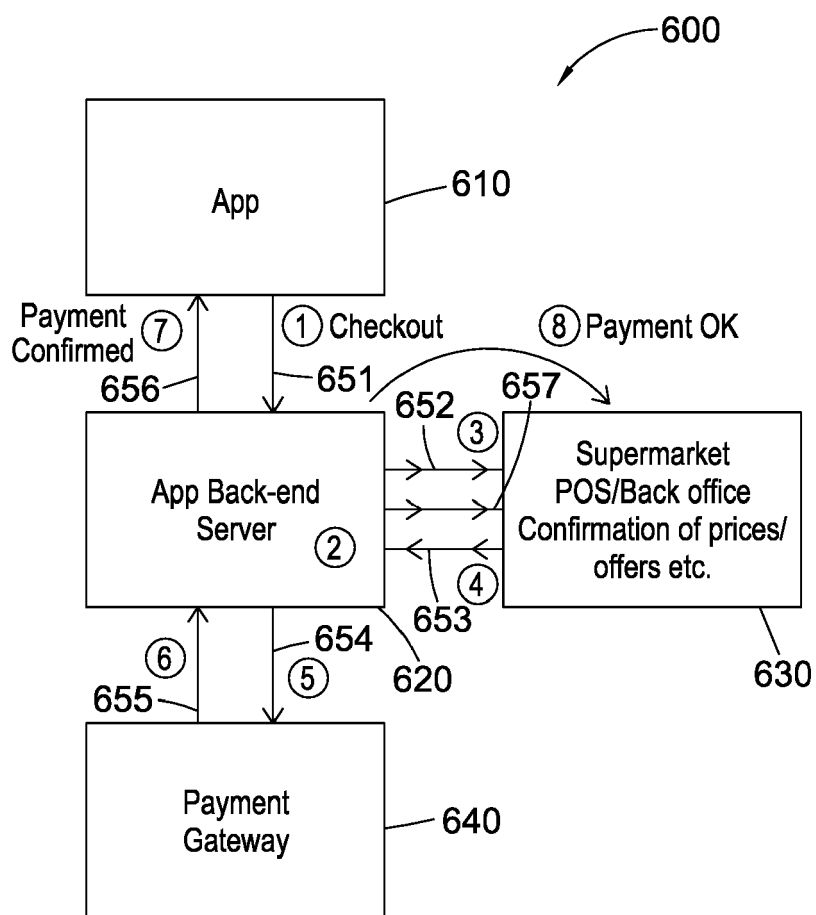 600
App
610
Payment
Confirmed
7
1 Checkout
8 Payment OK
656
651
652
657
3
App Back-end
Server
2
Supermarket
POS/Back office
Confirmation of prices/
offers etc.
4
653
654
620
630
6
5
655
Payment
Gateway
640